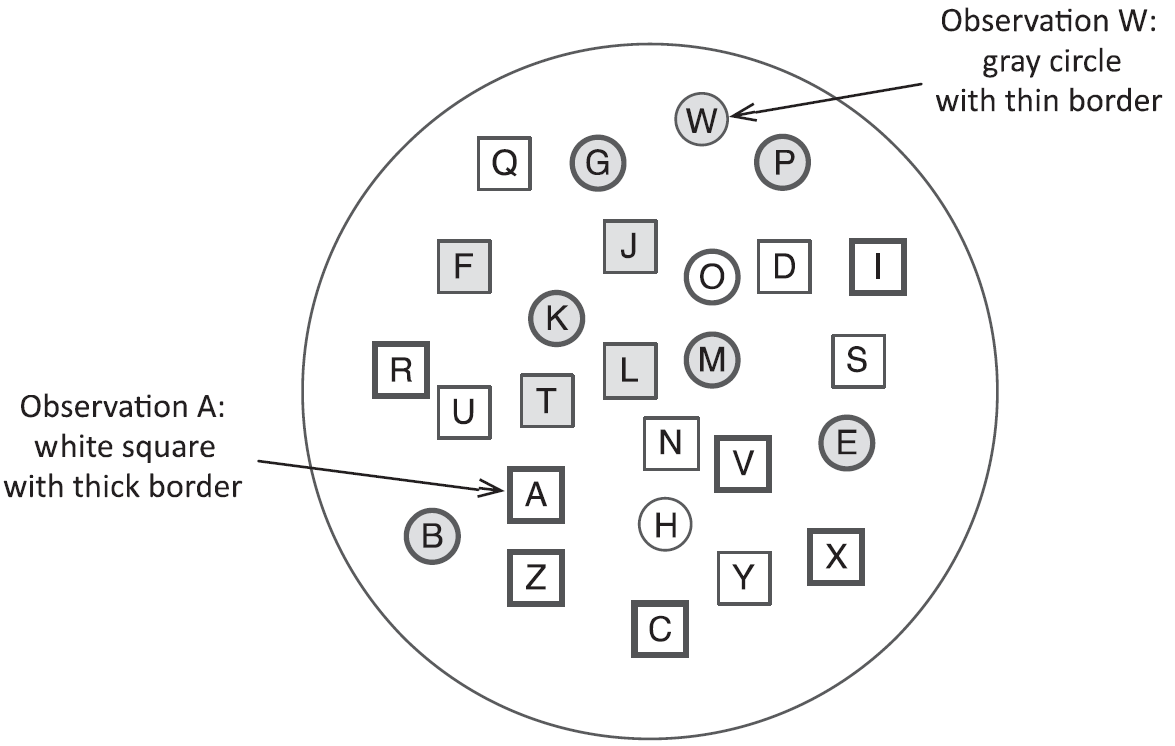 Observation W:
gray circle
with thin border
W
Q
G
P
J
F
O
D
I
K
R
L
M
S
U
T
N
V
E
Observation A:
white square
with thick border
A
B
H
Z
Y
X
C